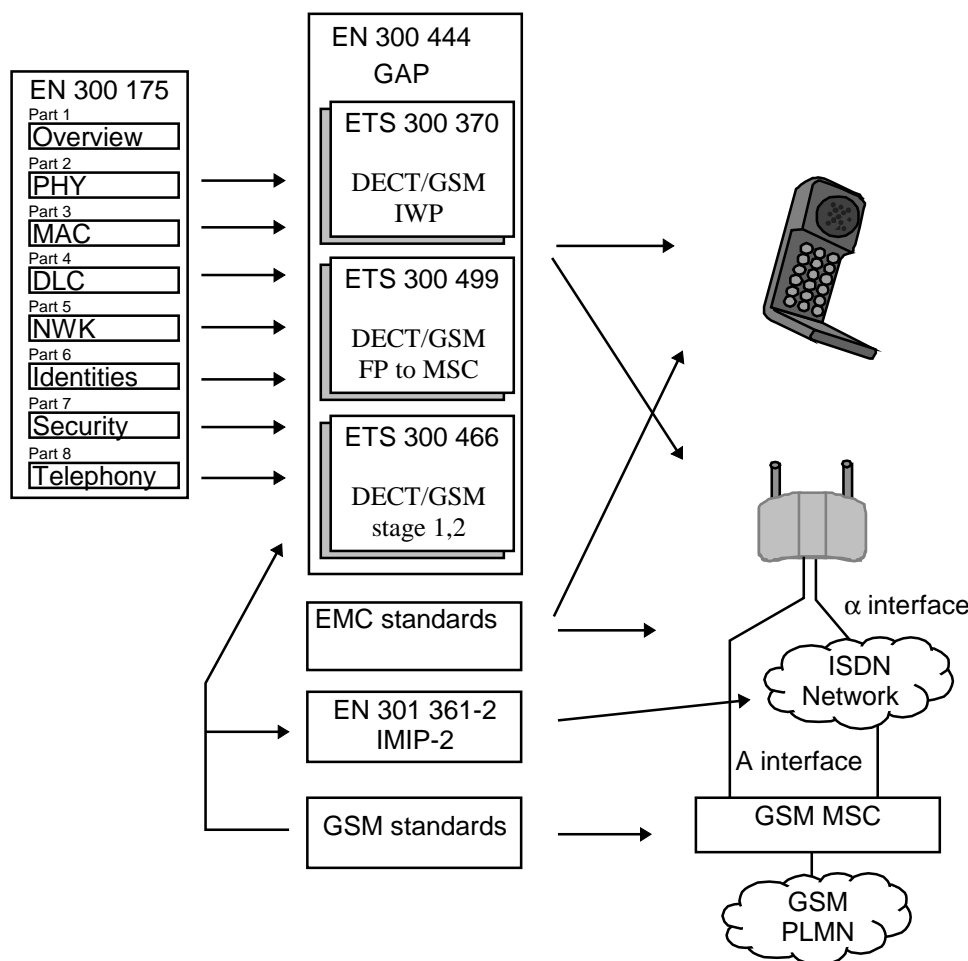 EN 300 175
Part 1
Overview
Part 2
PHY
Part 3
MAC
Part 4
DLC
Part 5
NWK
Part 6
Identities
Part 7
Security
Part 8
Telephony
EN 300 444
GAP
ETS 300 370
DECT/GSM
IWP
ETS 300 499
DECT/GSM
FP to MSC
ETS 300 466
DECT/GSM
stage 1,2
EMC standards
EN 301 361-2
IMIP-2
GSM standards
α interface
ISDN
Network
A interface
GSM MSC
GSM
PLMN